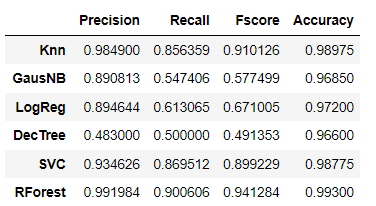 Precision Recall Fscore Accuracy
Knn 0.984900 0.856359 0.910126 0.98975
GausNB 0.890813 0.547406 0.577499 0.96850
LogReg 0.894644 0.613065 0.671005 0.97200
DecTree 0.483000 0.500000 0.491353 0.96600
SVC 0.934626 0.869512 0.899229 0.98775
RForest 0.991984 0.900606 0.941284 0.99300